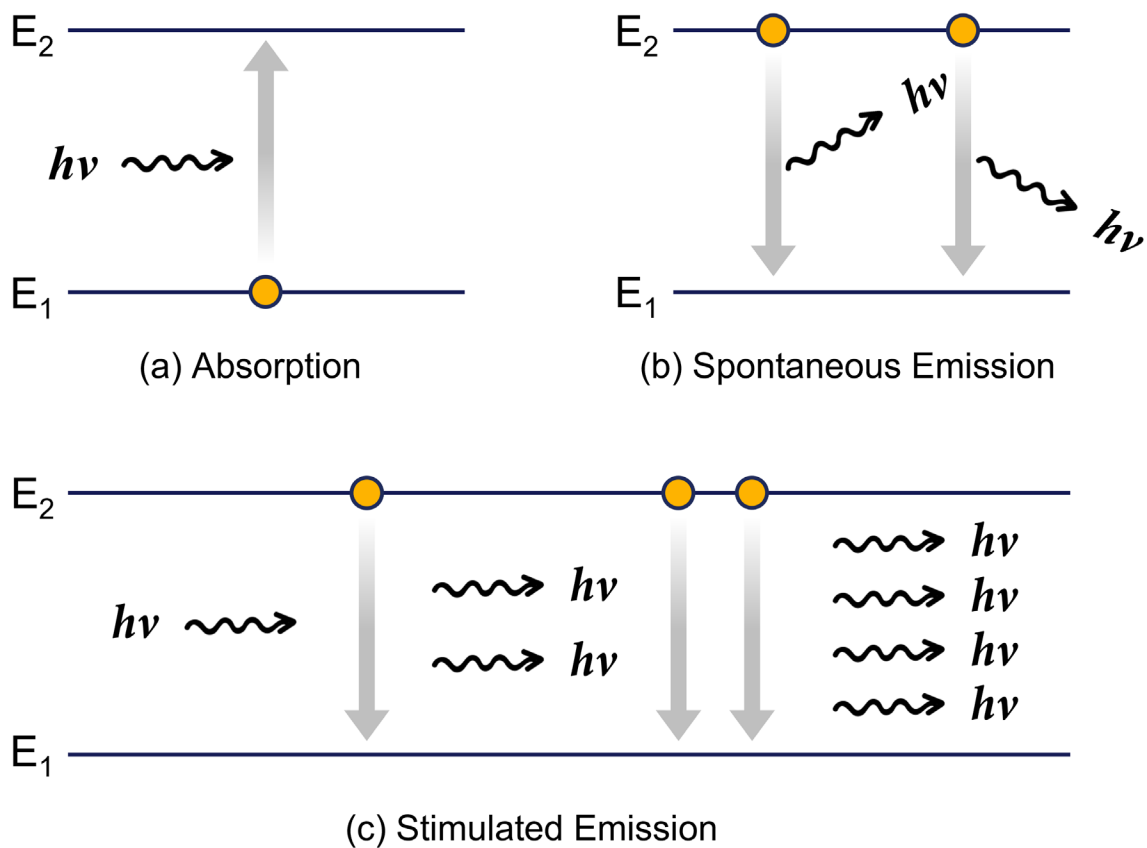 E₂ E₂
hν hν
hν
E₁ E₁
(a) Absorption (b) Spontaneous Emission
E₂
hν
hν hν
hν
hν hν
hν
E₁
(c) Stimulated Emission